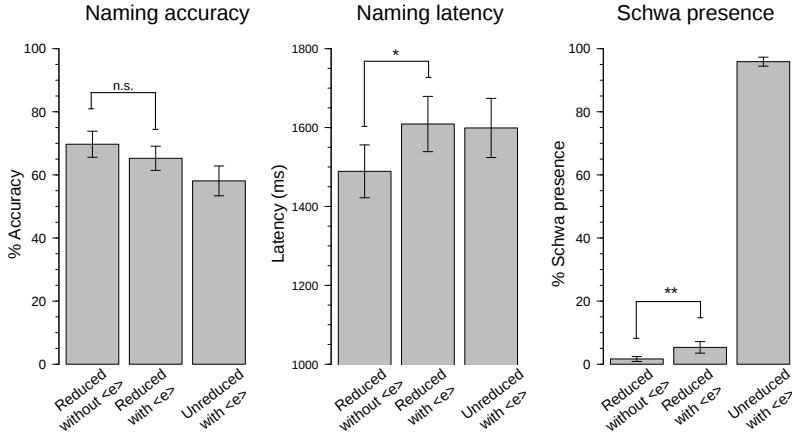 Naming accuracy
% Accuracy
100
80
60
40
20
0
n.s.
Reduced
without <e>
Reduced
with <e>
Unreduced
with <e>
Naming latency
Latency (ms)
1800
1600
1400
1200
1000
*
Reduced
without <e>
Reduced
with <e>
Unreduced
with <e>
Schwa presence
% Schwa presence
100
80
60
40
20
0
**
Reduced
without <e>
Reduced
with <e>
Unreduced
with <e>